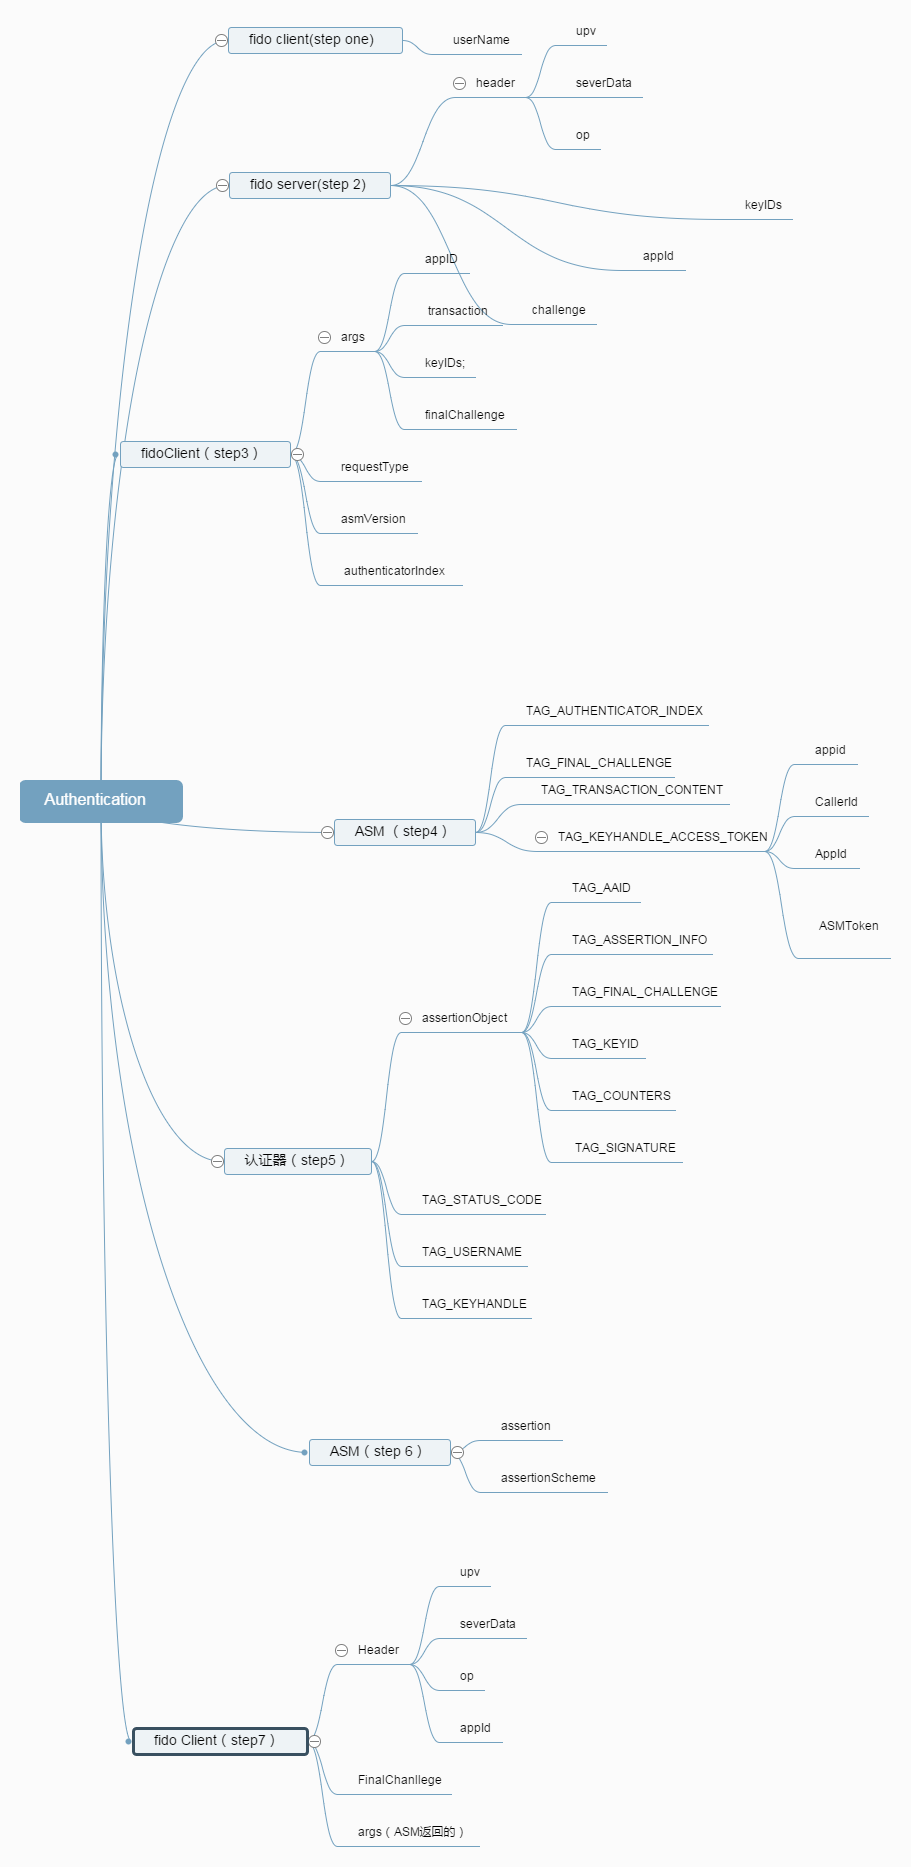 Authentication
fido client(step one)
userName
fido server(step 2)
header
upv
severData
op
keyIDs
appId
challenge
fidoClient（step3）
args
appID
transaction
keyIDs;
finalChallenge
requestType
asmVersion
authenticatorIndex
ASM （step4）
TAG_AUTHENTICATOR_INDEX
TAG_FINAL_CHALLENGE
TAG_TRANSACTION_CONTENT
TAG_KEYHANDLE_ACCESS_TOKEN
appid
CallerId
AppId
ASMToken
认证器（step5）
assertionObject
TAG_AAID
TAG_ASSERTION_INFO
TAG_FINAL_CHALLENGE
TAG_KEYID
TAG_COUNTERS
TAG_SIGNATURE
TAG_STATUS_CODE
TAG_USERNAME
TAG_KEYHANDLE
ASM（step 6）
assertion
assertionScheme
fido Client（step7）
Header
upv
severData
op
appId
FinalChanllege
args（ASM返回的）